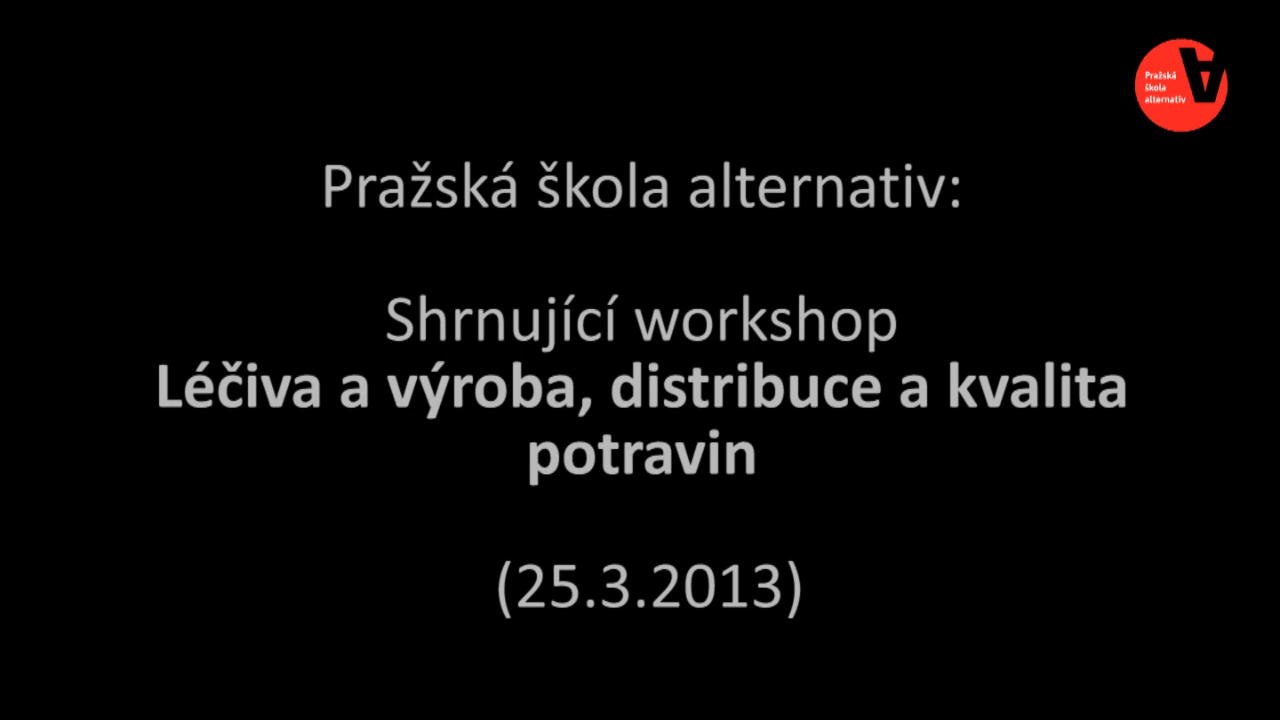 Pražská
škola
alternativ
Pražská škola alternativ:
Shrnující workshop
Léčiva a výroba, distribuce a kvalita
potravin
(25.3.2013)